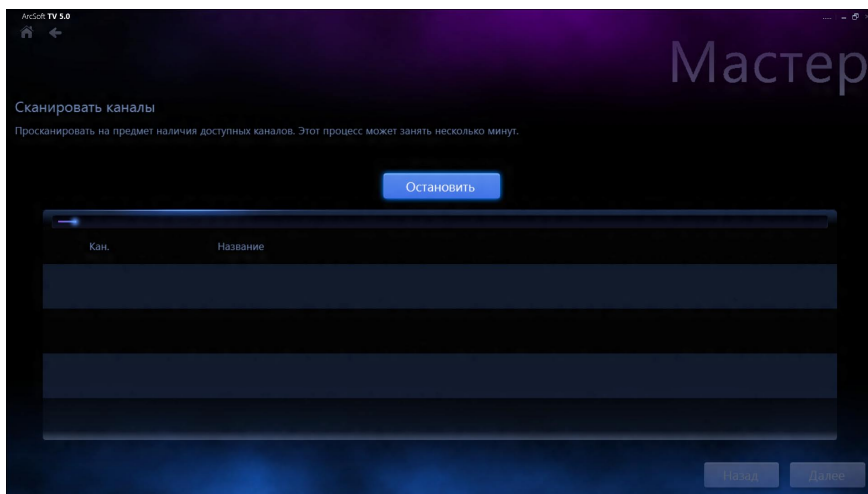 ArcSoft TV 5.0
Мастер
Сканировать каналы
Просканировать на предмет наличия доступных каналов. Этот процесс может занять несколько минут.
Остановить
Кан. Название
Назад Далее